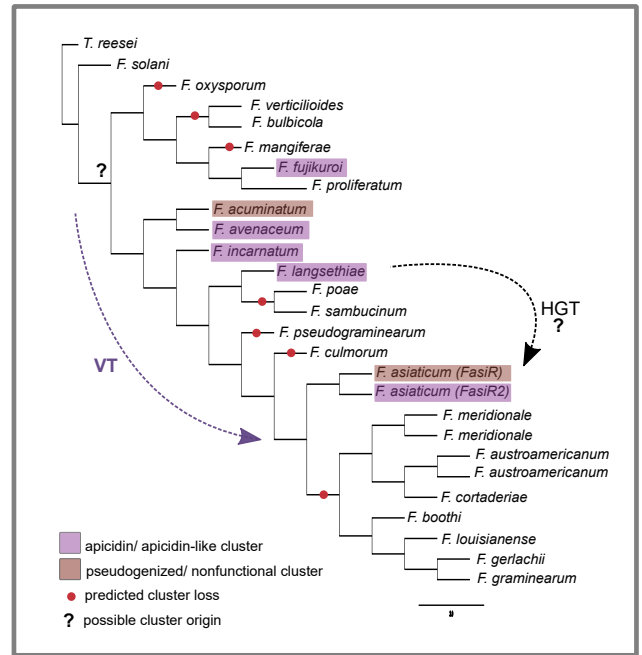 T. reesei
F. solani
F. oxysporum
F. verticilioides
F. bulbicola
?
F. mangiferae
F. fujikuroi
F. proliferatum
F. acuminatum
F. avenaceum
F. incarnatum
F. langsethiae
F. poae
HGT
?
F. sambucinum
F. pseudograminearum
F. culmorum
VT
F. asiaticum (FasiR)
F. asiaticum (FasiR2)
F. meridionale
F. meridionale
F. austroamericanum
F. austroamericanum
F. cortaderiae
F. boothi
F. louisianense
F. gerlachii
F. graminearum
apicidin/ apicidin-like cluster
pseudogenized/ nonfunctional cluster
predicted cluster loss
? possible cluster origin